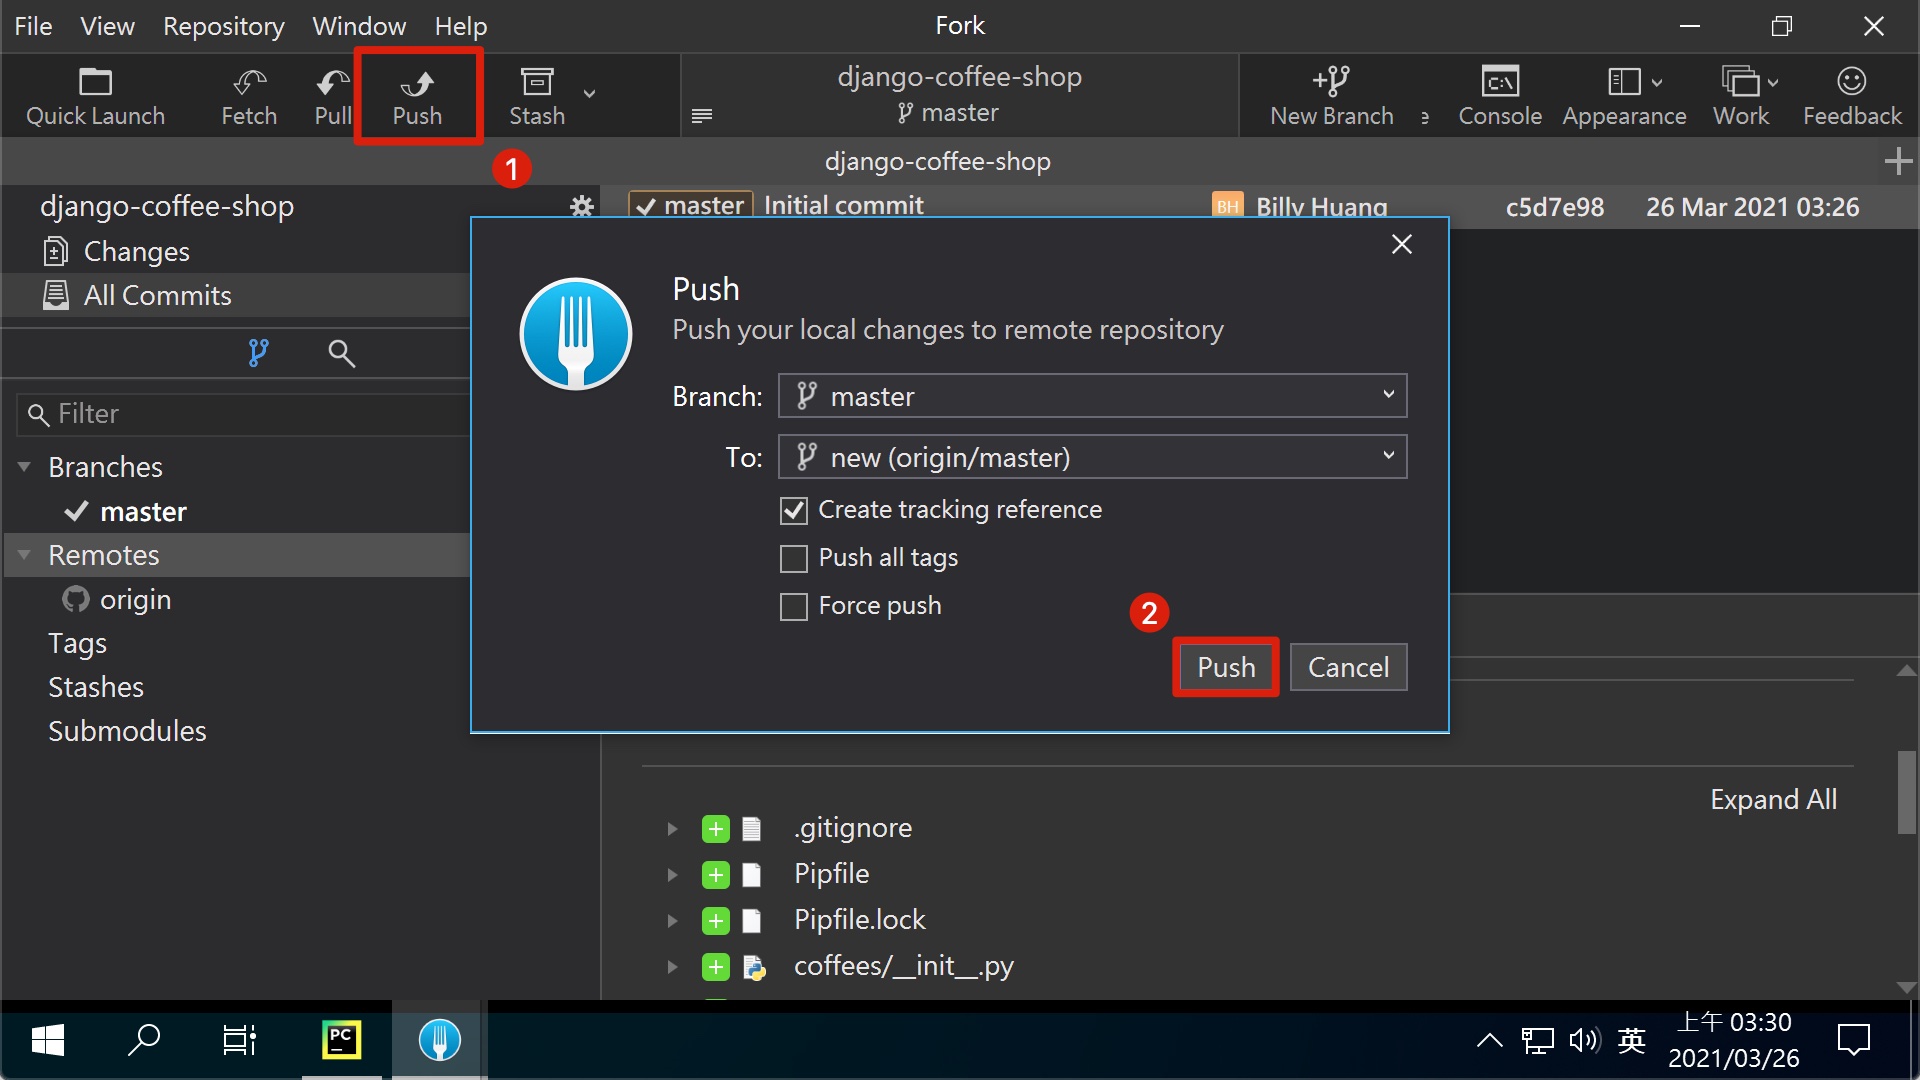 File View Repository Window Help
Fork
Quick Launch
Fetch
Pull
Push
Stash
django-coffee-shop
master
New Branch
e
Console
Appearance
Work
Feedback
1
django-coffee-shop
django-coffee-shop
Changes
All Commits
Filter
Branches
master
Remotes
origin
Tags
Stashes
Submodules
master Initial commit BH Billy Huang c5d7e98 26 Mar 2021 03:26
Push
Push your local changes to remote repository
Branch: master
To: new (origin/master)
Create tracking reference
Push all tags
Force push
2
Push Cancel
Expand All
.gitignore
Pipfile
Pipfile.lock
coffees/__init__.py
PC
英
上午 03:30
2021/03/26